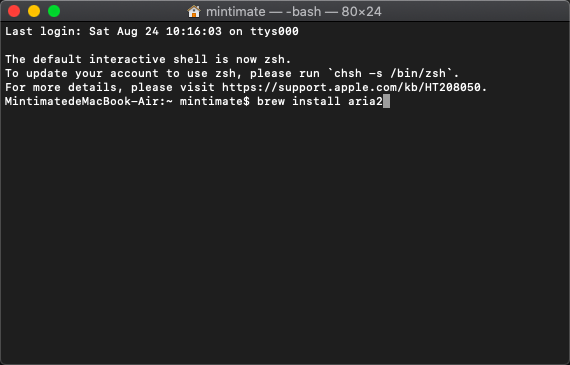 mintimate — -bash — 80×24
Last login: Sat Aug 24 10:16:03 on ttys000
The default interactive shell is now zsh.
To update your account to use zsh, please run `chsh -s /bin/zsh`.
For more details, please visit https://support.apple.com/kb/HT208050.
MintimatedeMacBook-Air:~ mintimate$ brew install aria2